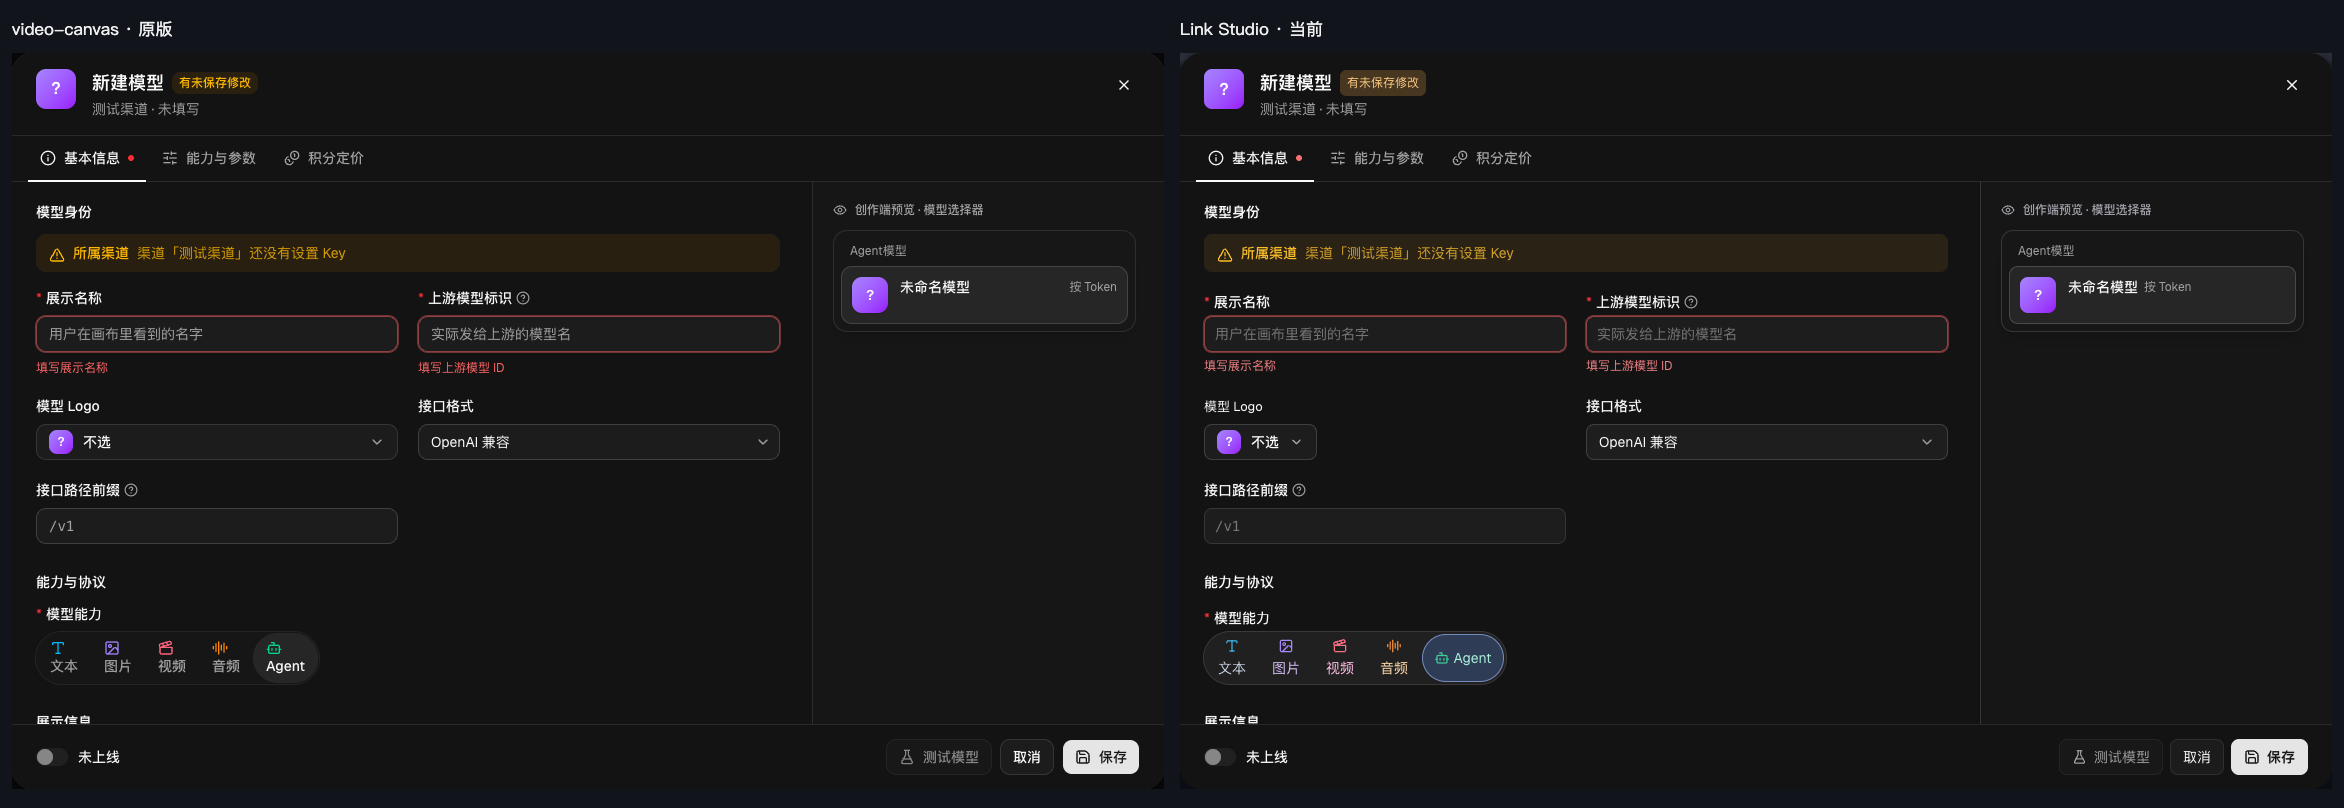 video-canvas · 原版
?
新建模型 有未保存修改
测试渠道 · 未填写
基本信息 能力与参数 积分定价
模型身份
所属渠道 渠道「测试渠道」还没有设置 Key
* 展示名称
用户在画布里看到的名字
填写展示名称
* 上游模型标识 ?
实际发给上游的模型名
填写上游模型 ID
模型 Logo
? 不选
接口格式
OpenAI 兼容
接口路径前缀 ?
/v1
能力与协议
* 模型能力
文本 图片 视频 音频 Agent
展示信息
创作端预览 · 模型选择器
Agent模型
? 未命名模型 按 Token
未上线 测试模型 取消 保存
Link Studio · 当前
?
新建模型 有未保存修改
测试渠道 · 未填写
基本信息 能力与参数 积分定价
模型身份
所属渠道 渠道「测试渠道」还没有设置 Key
* 展示名称
用户在画布里看到的名字
填写展示名称
* 上游模型标识 ?
实际发给上游的模型名
填写上游模型 ID
模型 Logo
? 不选
接口格式
OpenAI 兼容
接口路径前缀 ?
/v1
能力与协议
* 模型能力
文本 图片 视频 音频 Agent
展示信息
创作端预览 · 模型选择器
Agent模型
? 未命名模型 按 Token
未上线 测试模型 取消 保存